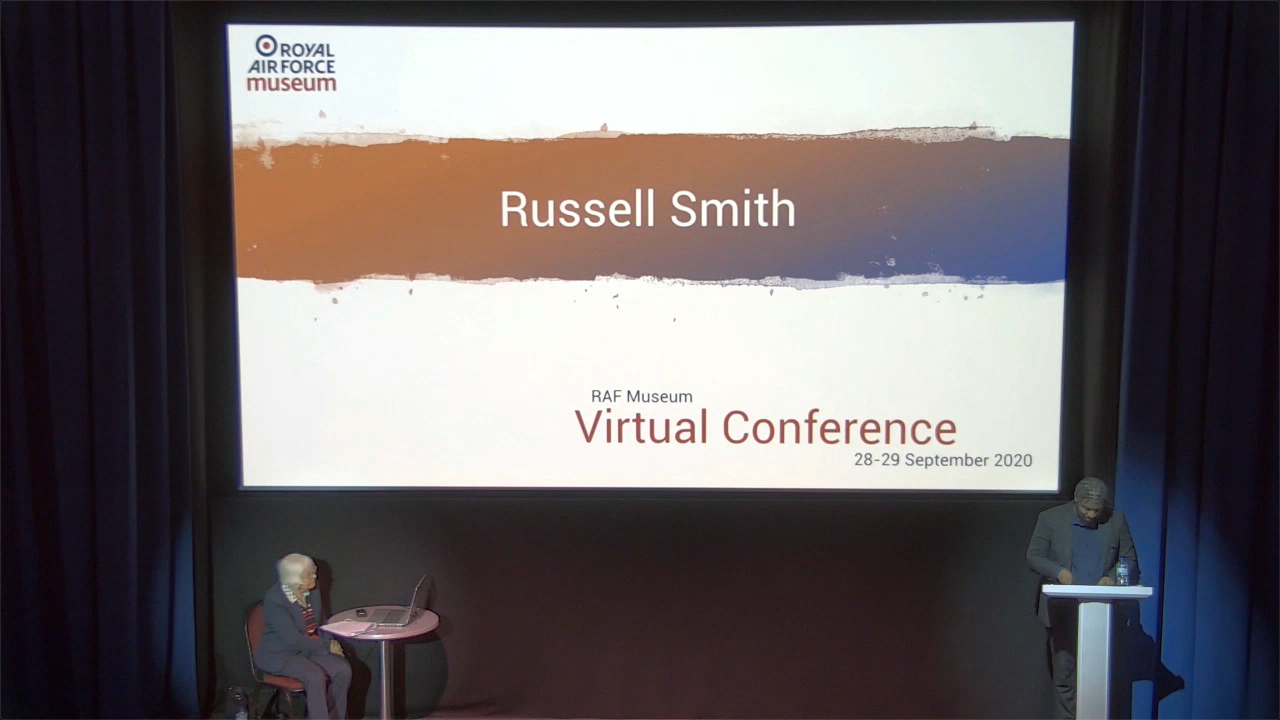 ROYAL
AIR FORCE
museum
Russell Smith
RAF Museum
Virtual Conference
28-29 September 2020